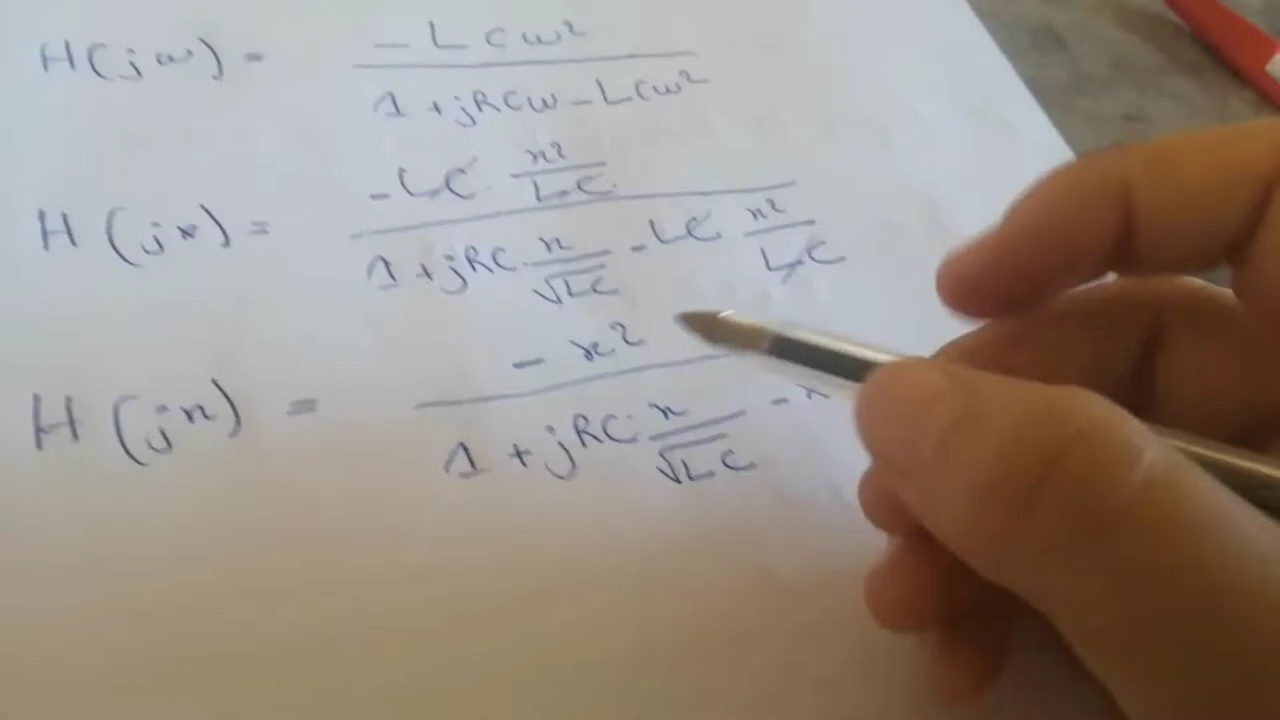 H(jω) = -LCω² / 1 + jRCω - LCω²
H(jx) = -LC · x²/LC / 1 + jRC · x/√LC - LC x²/LC
H(jx) = -x² / 1 + jRC · x/√LC - x